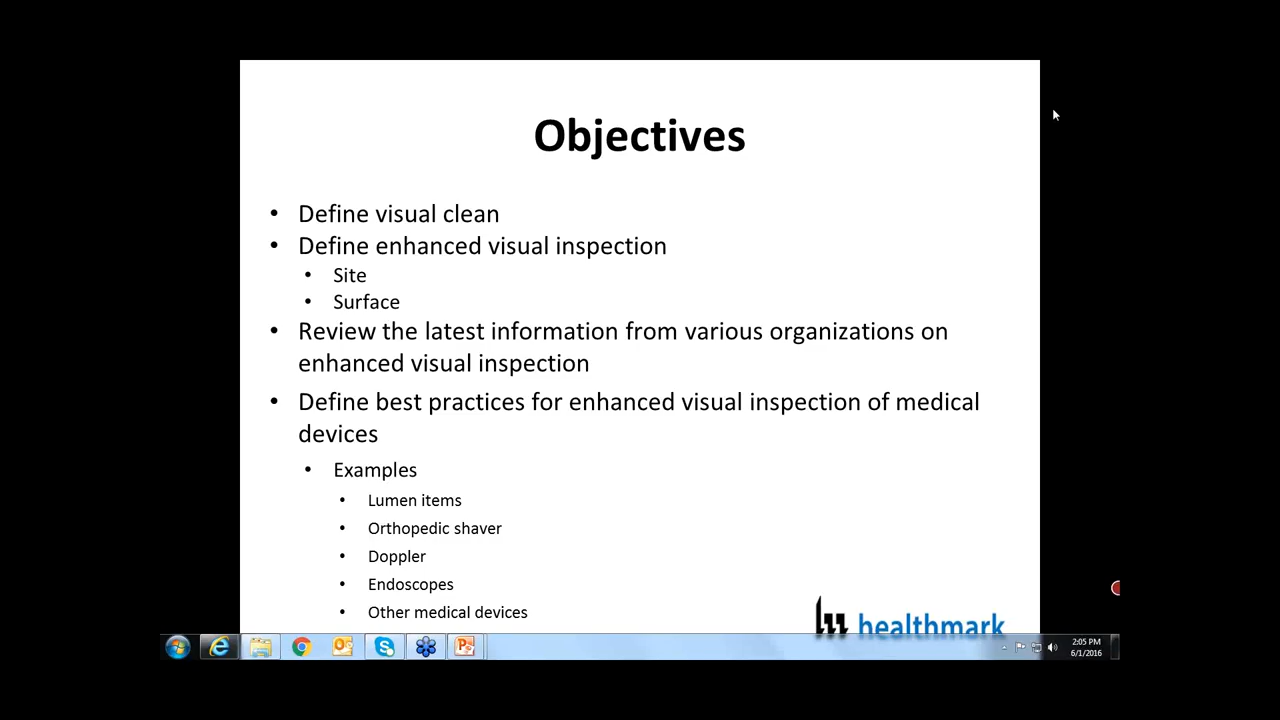 Objectives
• Define visual clean
• Define enhanced visual inspection
• Site
• Surface
• Review the latest information from various organizations on
enhanced visual inspection
• Define best practices for enhanced visual inspection of medical
devices
• Examples
• Lumen items
• Orthopedic shaver
• Doppler
• Endoscopes
• Other medical devices
healthmark
2:05 PM
6/1/2016